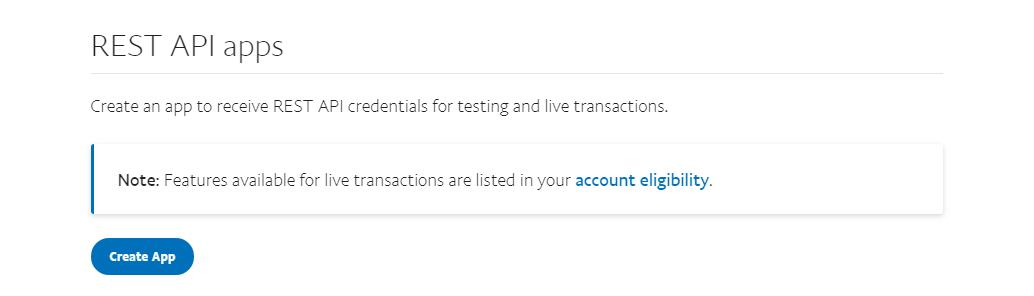 REST API apps
Create an app to receive REST API credentials for testing and live transactions.
Note: Features available for live transactions are listed in your account eligibility.
Create App